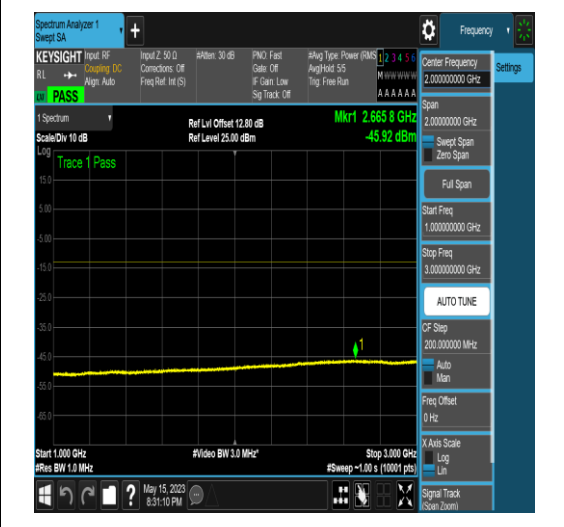 Spectrum Analyzer 1
Swept SA
+
Frequency
KEYSIGHT
RL
PASS
Input: RF
Coupling: DC
Align: Auto
Input Z: 50 Ω
Corrections: Off
Freq Ref: Int (S)
#Atten: 30 dB
PNO: Fast
Gate: Off
IF Gain: Low
Sig Track: Off
#Avg Type: Power (RMS
Avg|Hold: 5/5
Trig: Free Run
1 2 3 4 5 6
M W W W W W
A A A A A A
1 Spectrum
Scale/Div 10 dB
Ref Lvl Offset 12.80 dB
Ref Level 25.00 dBm
Mkr1 2.665 8 GHz
-45.92 dBm
Log
Trace 1 Pass
15.0
5.00
-5.00
-15.0
-25.0
-35.0
-45.0
-55.0
-65.0
1
Start 1.000 GHz
#Res BW 1.0 MHz
#Video BW 3.0 MHz*
Stop 3.000 GHz
#Sweep ~1.00 s (10001 pts)
May 15, 2023
8:31:10 PM
?
Center Frequency
2.000000000 GHz
Settings
Span
2.00000000 GHz
Swept Span
Zero Span
Full Span
Start Freq
1.000000000 GHz
Stop Freq
3.000000000 GHz
AUTO TUNE
CF Step
200.000000 MHz
Auto
Man
Freq Offset
0 Hz
X Axis Scale
Log
Lin
Signal Track
(Span Zoom)